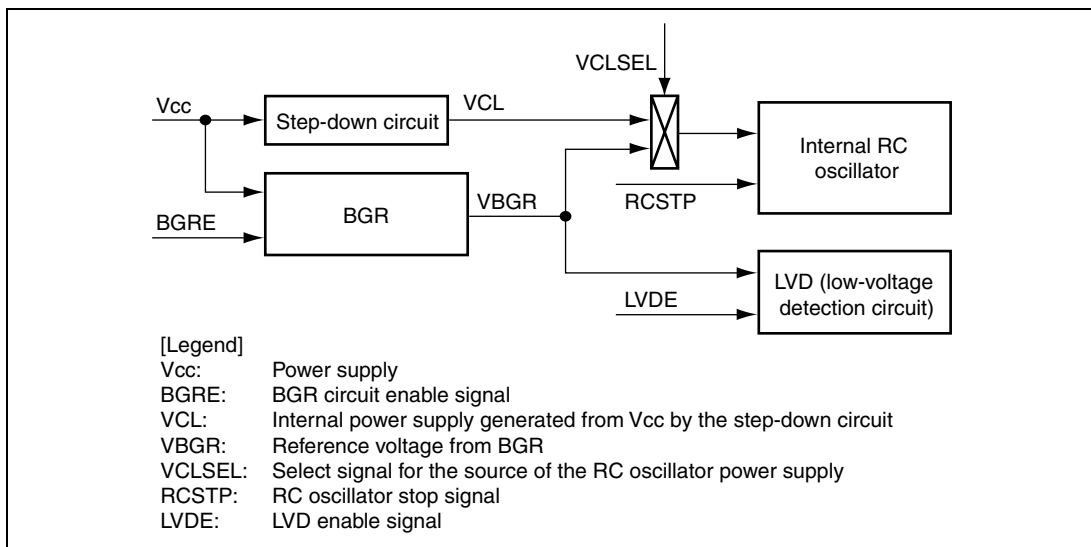 VCLSEL
Vcc
VCL
Step-down circuit
Internal RC
oscillator
RCSTP
VBGR
BGR
BGRE
LVD (low-voltage
detection circuit)
LVDE
[Legend]
Vcc: Power supply
BGRE: BGR circuit enable signal
VCL: Internal power supply generated from Vcc by the step-down circuit
VBGR: Reference voltage from BGR
VCLSEL: Select signal for the source of the RC oscillator power supply
RCSTP: RC oscillator stop signal
LVDE: LVD enable signal